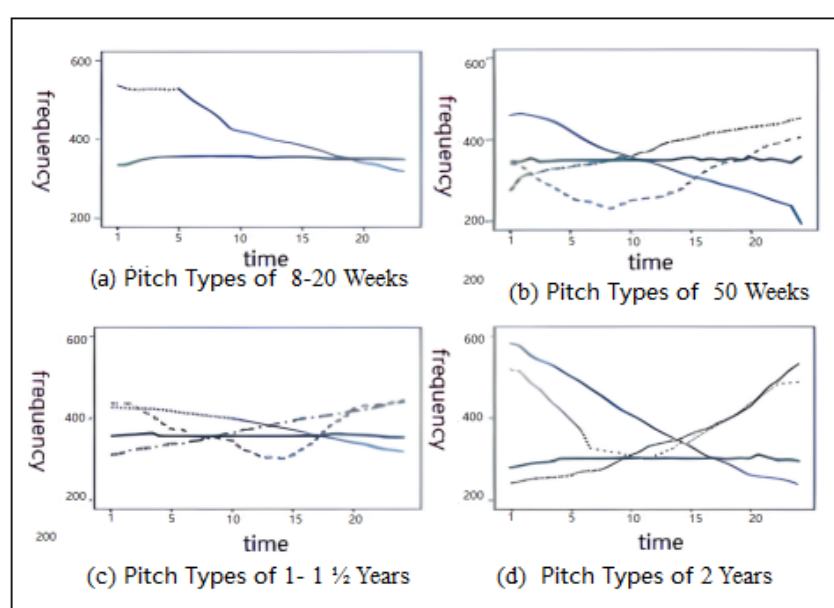 600
400
200
frequency
1 5 10 15 20
time
(a) Pitch Types of 8-20 Weeks
600
400
200
frequency
1 5 10 15 20
time
200
(b) Pitch Types of 50 Weeks
600
400
200
frequency
1 5 10 15 20
200
time
(c) Pitch Types of 1- 1 ½ Years
600
400
200
frequency
1 5 10 15 20
time
(d) Pitch Types of 2 Years